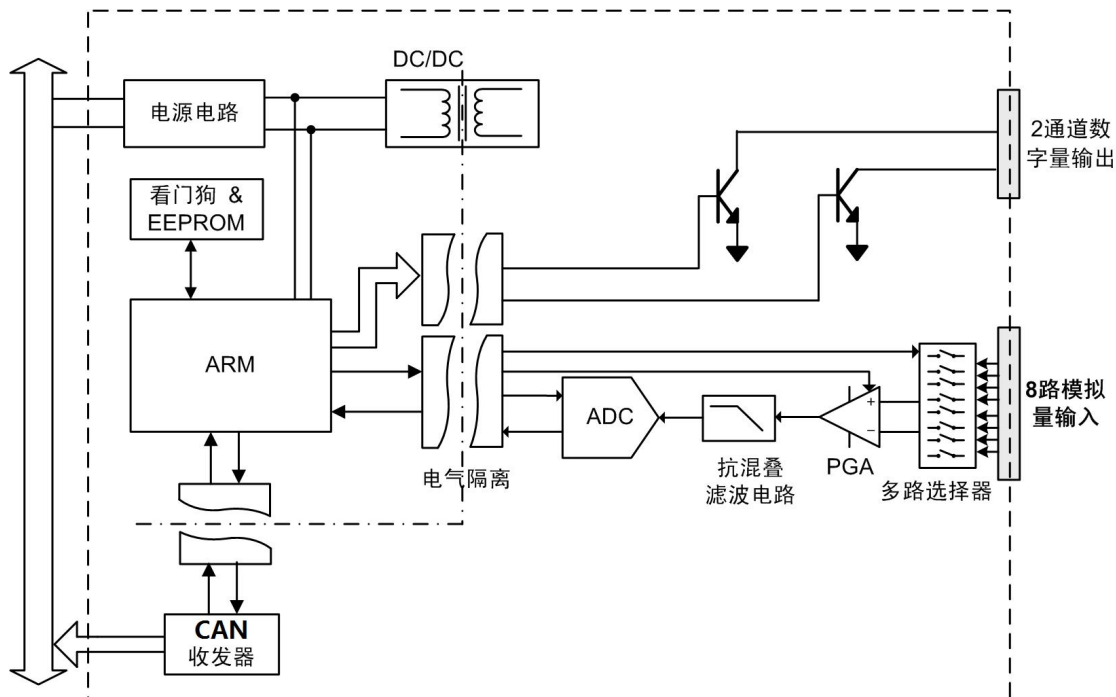 DC/DC
电源电路
2通道数
字量输出
看门狗 &
EEPROM
ARM
ADC
+
−
PGA
8路模拟
量输入
电气隔离
抗混叠
滤波电路
多路选择器
CAN
收发器